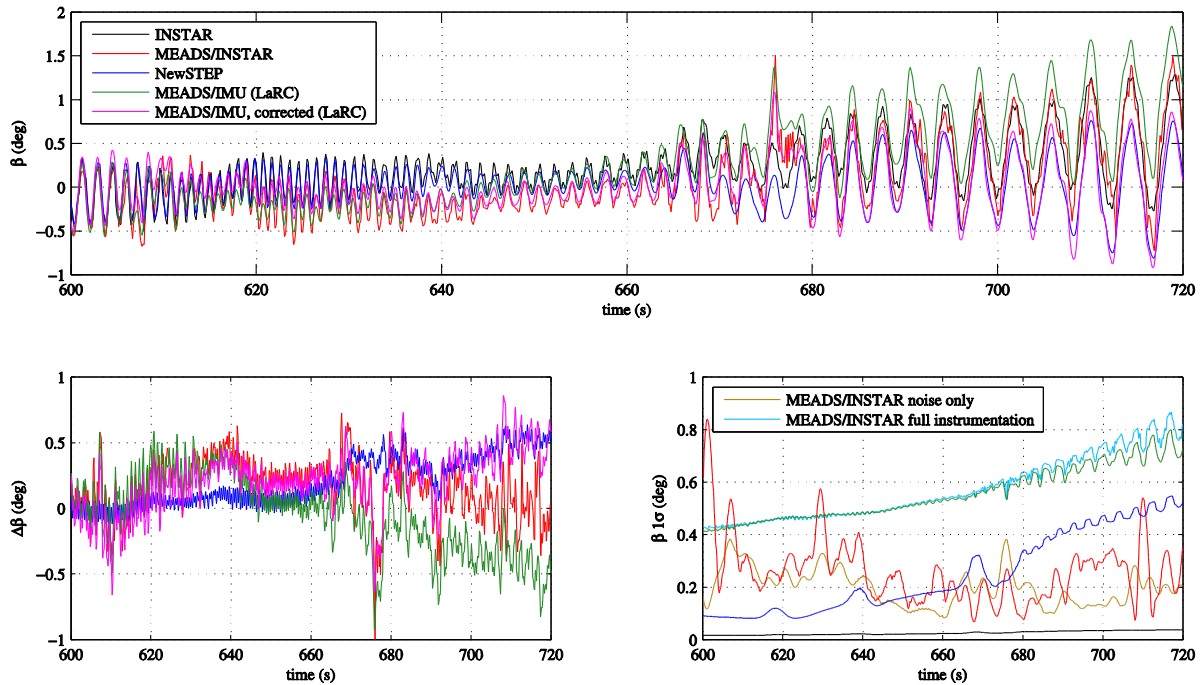 2
1.5
1
0.5
0
−0.5
−1
β (deg)
INSTAR
MEADS/INSTAR
NewSTEP
MEADS/IMU (LaRC)
MEADS/IMU, corrected (LaRC)
600 620 640 660 680 700 720
time (s)
1
0.5
0
−0.5
−1
Δβ (deg)
600 620 640 660 680 700 720
time (s)
1
0.8
0.6
0.4
0.2
0
β 1σ (deg)
MEADS/INSTAR noise only
MEADS/INSTAR full instrumentation
600 620 640 660 680 700 720
time (s)